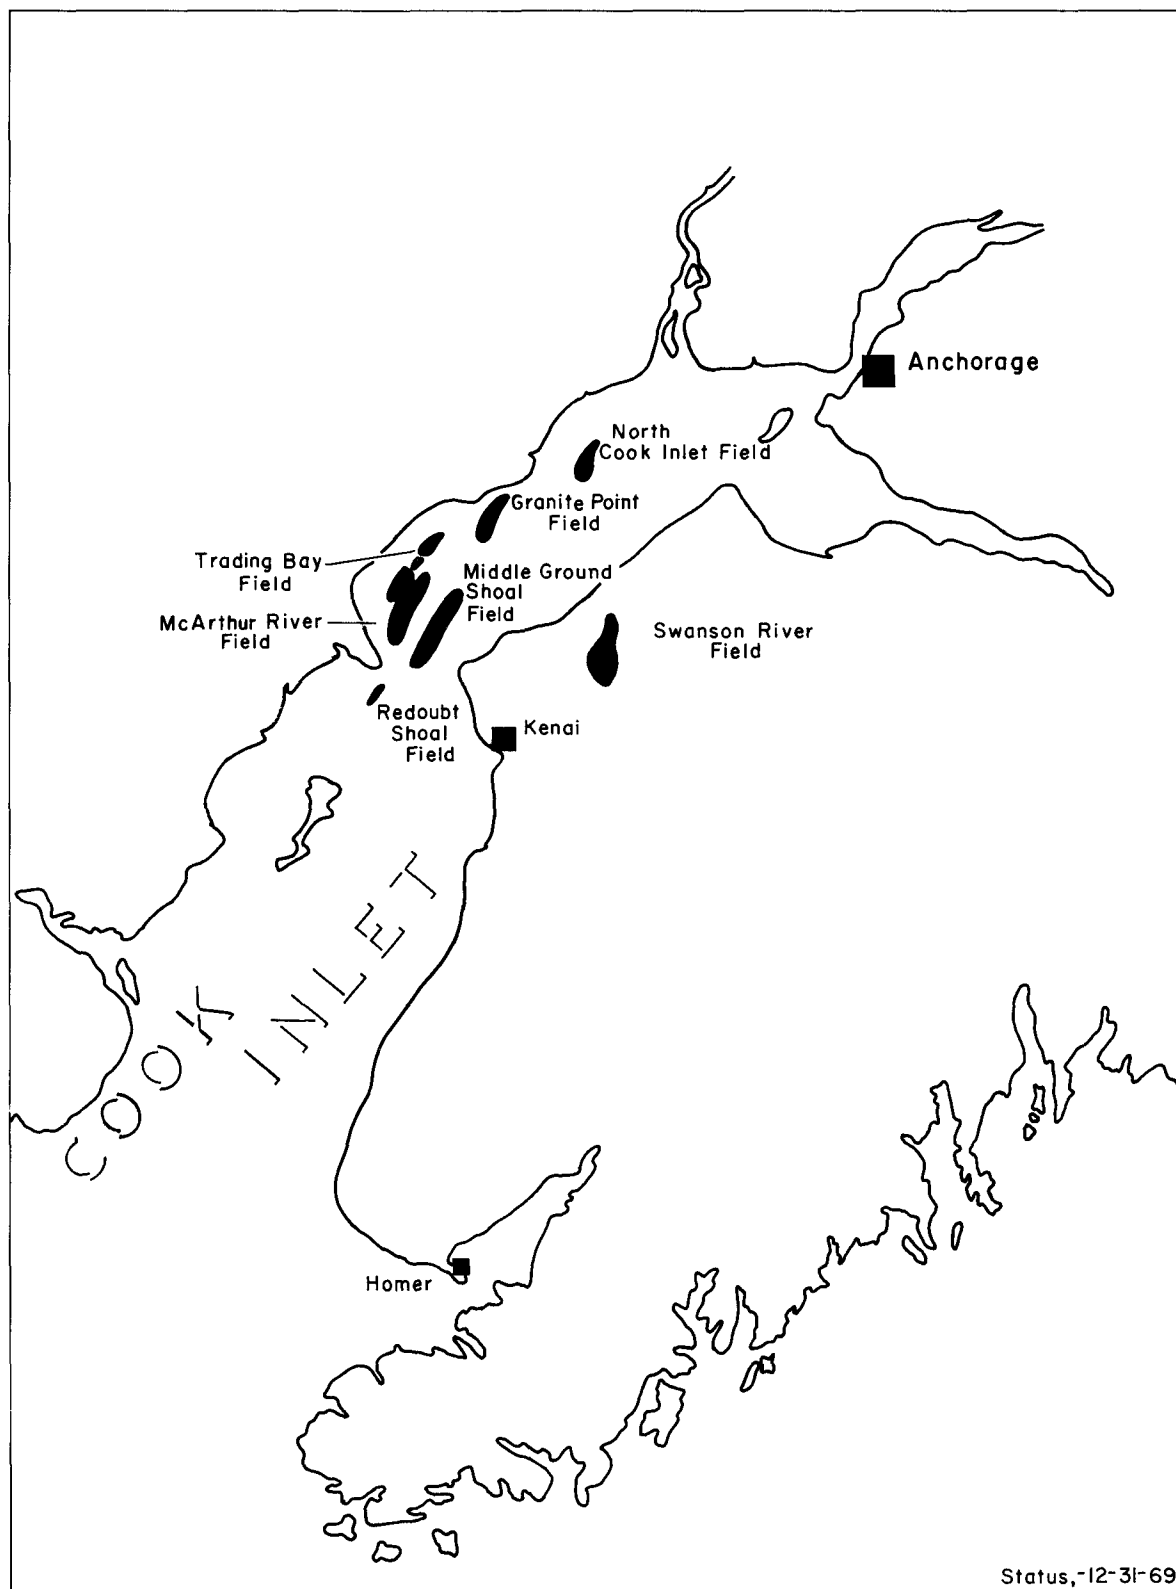 Anchorage
North
Cook Inlet Field
Granite Point
Field
Trading Bay
Field
Middle Ground
Shoal
Field
McArthur River
Field
Swanson River
Field
Redoubt
Shoal
Field
Kenai
COOK
INLET
Homer
Status,-12-31-69